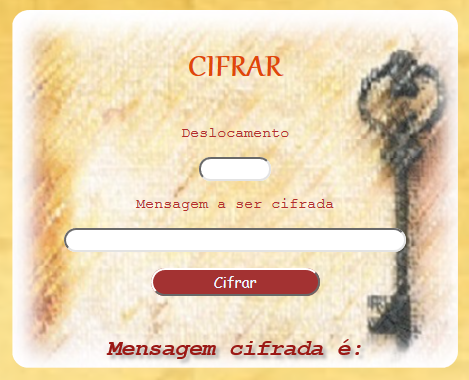 CIFRAR
Deslocamento
Mensagem a ser cifrada
Cifrar
Mensagem cifrada é: